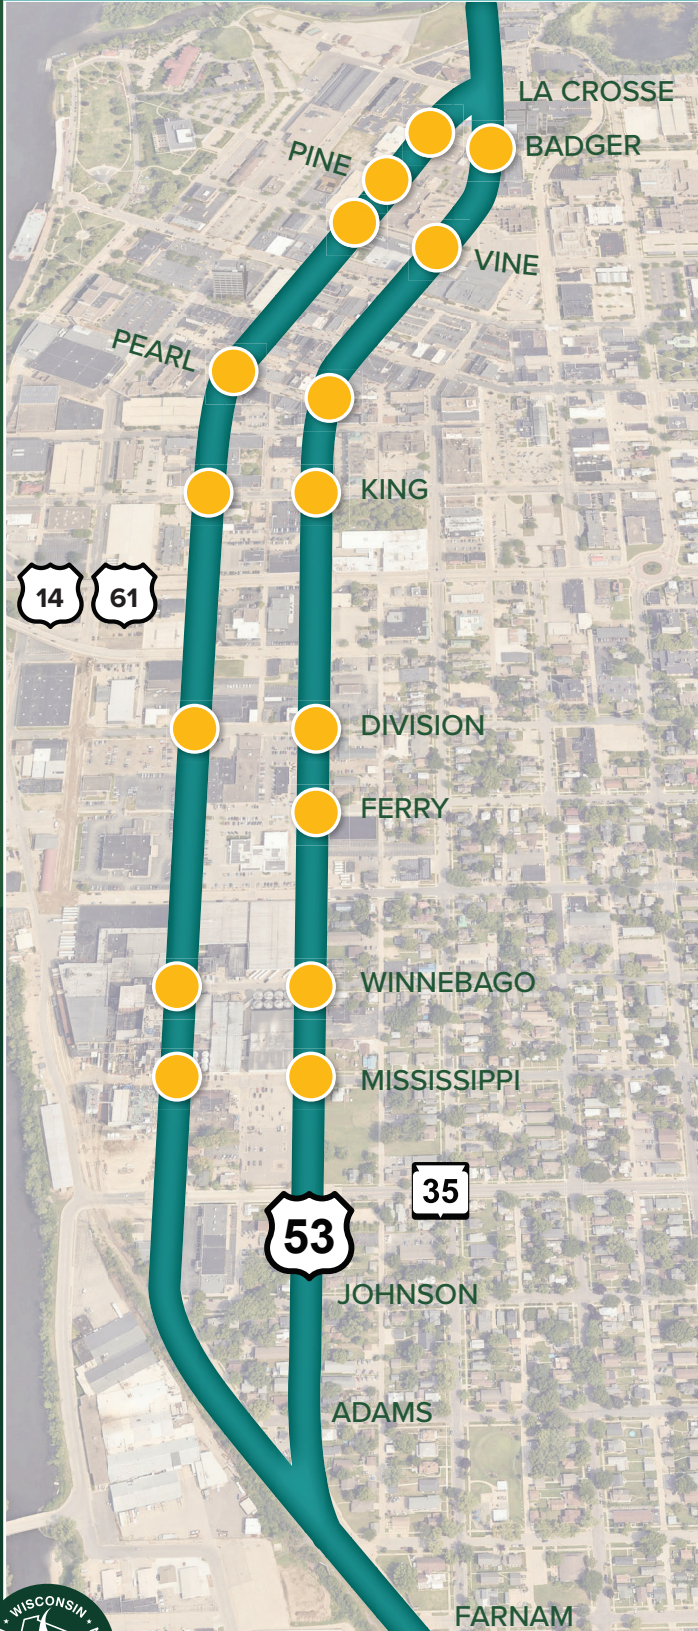 LA CROSSE
BADGER
PINE
VINE
PEARL
KING
14
61
DIVISION
FERRY
WINNEBAGO
MISSISSIPPI
35
53
JOHNSON
ADAMS
WISCONSIN
FARNAM